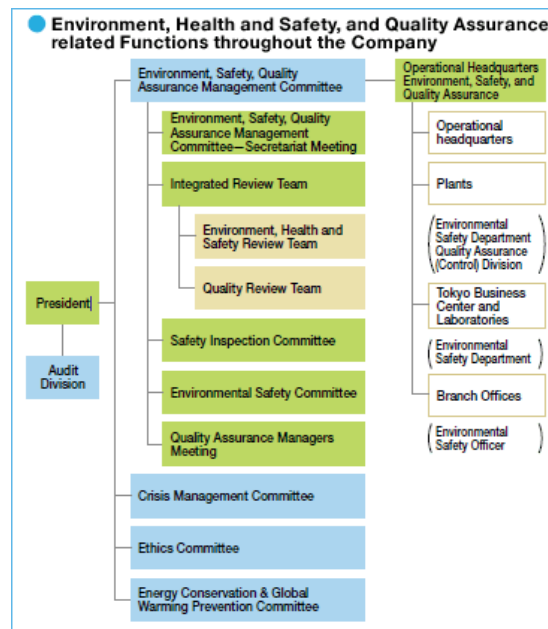 Environment, Health and Safety, and Quality Assurance
related Functions throughout the Company
Environment, Safety, Quality
Assurance Management Committee
Operational Headquarters
Environment, Safety, and
Quality Assurance
Environment, Safety, Quality
Assurance Management
Committee—Secretariat Meeting
Operational
headquarters
Integrated Review Team
Plants
Environment, Health and
Safety Review Team
(Environmental
Safety Department
Quality Assurance
(Control) Division)
Quality Review Team
President
Tokyo Business
Center and
Laboratories
Safety Inspection Committee
(Environmental
Safety Department)
Audit
Division
Environmental Safety Committee
Branch Offices
Quality Assurance Managers
Meeting
(Environmental
Safety Officer)
Crisis Management Committee
Ethics Committee
Energy Conservation & Global
Warming Prevention Committee